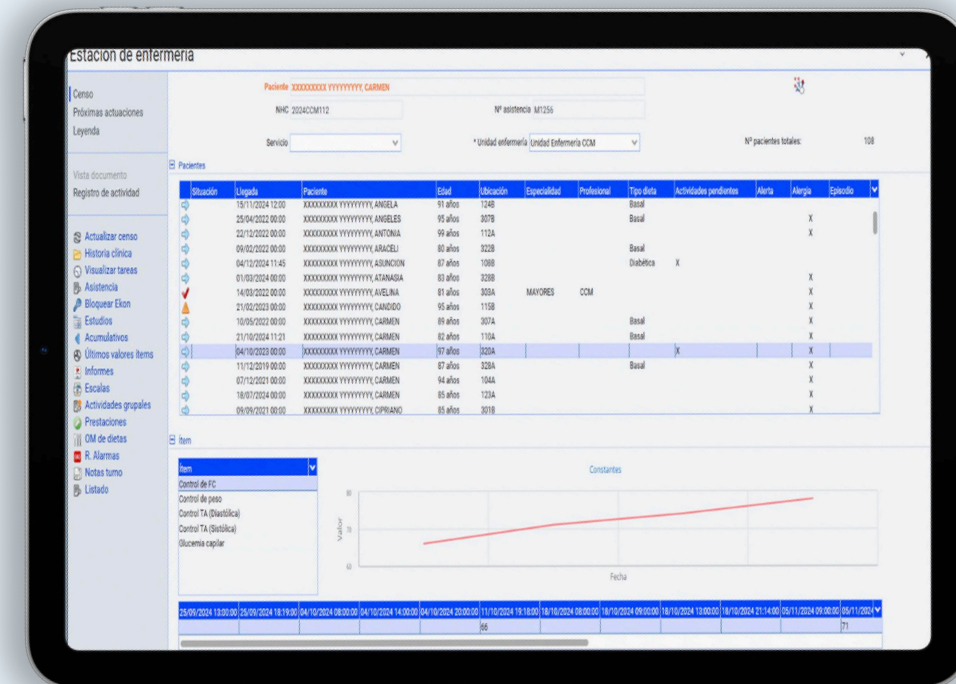 Estación de enfermería
Censo
Próximas actuaciones
Leyenda
Vista documento
Registro de actividad
Actualizar censo
Historia clínica
Visualizar tareas
Asistencia
Bloquear Ekon
Estudios
Acumulativos
Últimos valores ítems
Informes
Escalas
Actividades grupales
Prestaciones
OM de dietas
R. Alarmas
Notas turno
Listado
Paciente XXXXXXXXX YYYYYYYYY, CARMEN
NHC 2024CCM112 Nº asistencia M1256
Servicio * Unidad enfermería Unidad Enfermería CCM Nº pacientes totales: 108
Pacientes
Situación Llegada Paciente Edad Ubicación Especialidad Profesional Tipo dieta Actividades pendientes Alerta Alergia Episodio
15/11/2024 12:00 XXXXXXXXX YYYYYYYYY, ANGELA 91 años 124B Basal
25/04/2022 00:00 XXXXXXXXX YYYYYYYYY, ANGELES 95 años 307B Basal X
22/12/2022 00:00 XXXXXXXXX YYYYYYYYY, ANTONIA 99 años 112A X
09/02/2022 00:00 XXXXXXXXX YYYYYYYYY, ARACELI 80 años 322B Basal
04/12/2024 11:45 XXXXXXXXX YYYYYYYYY, ASUNCION 87 años 108B Diabética X
01/03/2024 00:00 XXXXXXXXX YYYYYYYYY, ATANASIA 83 años 328B X
14/03/2022 00:00 XXXXXXXXX YYYYYYYYY, AVELINA 81 años 303A MAYORES CCM X
21/02/2023 00:00 XXXXXXXXX YYYYYYYYY, CANDIDO 95 años 115B X
10/05/2022 00:00 XXXXXXXXX YYYYYYYYY, CARMEN 89 años 307A Basal X
21/10/2024 11:21 XXXXXXXXX YYYYYYYYY, CARMEN 82 años 110A Basal X
04/10/2023 00:00 XXXXXXXXX YYYYYYYYY, CARMEN 97 años 320A X X
11/12/2019 00:00 XXXXXXXXX YYYYYYYYY, CARMEN 87 años 328A Basal X
07/12/2021 00:00 XXXXXXXXX YYYYYYYYY, CARMEN 94 años 104A X
18/07/2024 00:00 XXXXXXXXX YYYYYYYYY, CARMEN 85 años 123A X
09/09/2021 00:00 XXXXXXXXX YYYYYYYYY, CIPRIANO 85 años 301B X
Ítem
Ítem
Control de FC
Control de peso
Control TA (Diastólica)
Control TA (Sistólica)
Glucemia capilar
Constantes
Valor
80
70
60
Fecha
25/09/2024 13:00:00 25/09/2024 18:19:00 04/10/2024 08:00:00 04/10/2024 14:00:00 04/10/2024 20:00:00 11/10/2024 19:18:00 18/10/2024 08:00:00 18/10/2024 09:00:00 18/10/2024 13:00:00 18/10/2024 21:14:00 05/11/2024 09:00:00 05/11/2024
66 71